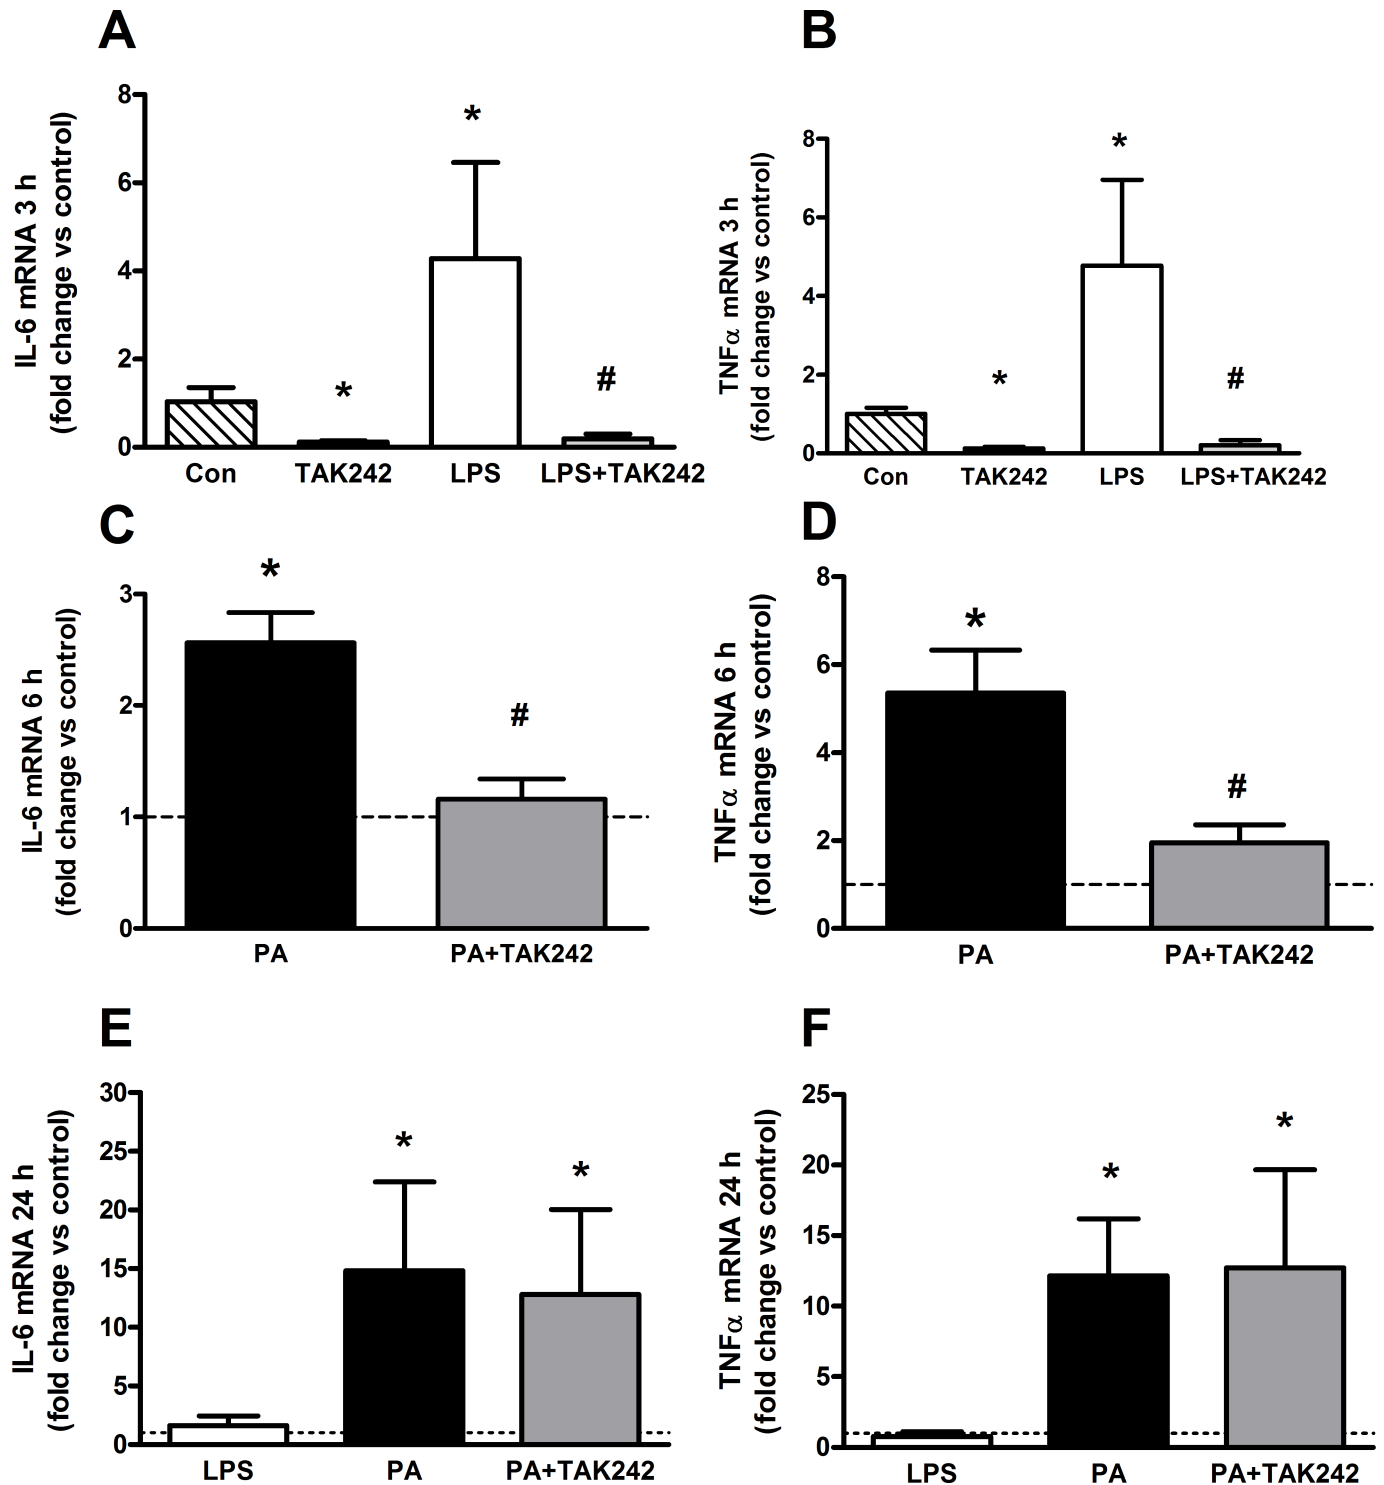 A
IL-6 mRNA 3 h
(fold change vs control)
8
6
4
2
0
*
*
#
Con TAK242 LPS LPS+TAK242
B
TNFα mRNA 3 h
(fold change vs control)
8
6
4
2
0
*
*
#
Con TAK242 LPS LPS+TAK242
C
IL-6 mRNA 6 h
(fold change vs control)
3
2
1
0
*
#
PA PA+TAK242
D
TNFα mRNA 6 h
(fold change vs control)
8
6
4
2
0
*
#
PA PA+TAK242
E
IL-6 mRNA 24 h
(fold change vs control)
30
25
20
15
10
5
0
*
*
LPS PA PA+TAK242
F
TNFα mRNA 24 h
(fold change vs control)
25
20
15
10
5
0
*
*
LPS PA PA+TAK242